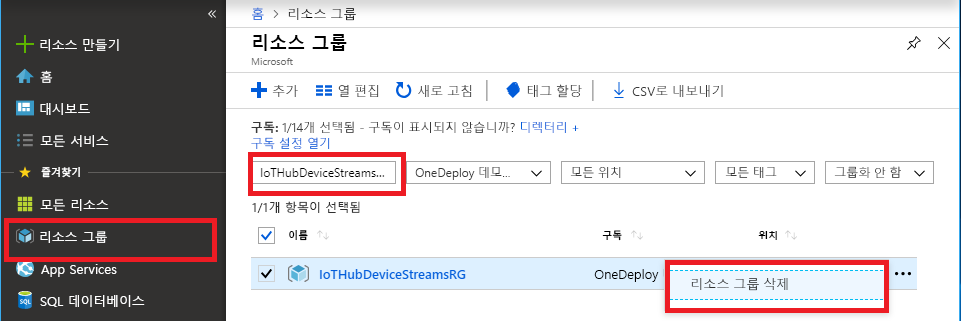 «
리소스 만들기
홈
대시보드
모든 서비스
즐겨찾기
모든 리소스
리소스 그룹
App Services
SQL 데이터베이스
홈 > 리소스 그룹
리소스 그룹
Microsoft
추가 열 편집 새로 고침 태그 할당 CSV로 내보내기
구독: 1/14개 선택됨 - 구독이 표시되지 않습니까? 디렉터리 +
구독 설정 열기
IoTHubDeviceStreams... OneDeploy 데모... 모든 위치 모든 태그 그룹화 안 함
1/1개 항목이 선택됨
이름 구독 위치
IoTHubDeviceStreamsRG OneDeploy 리소스 그룹 삭제